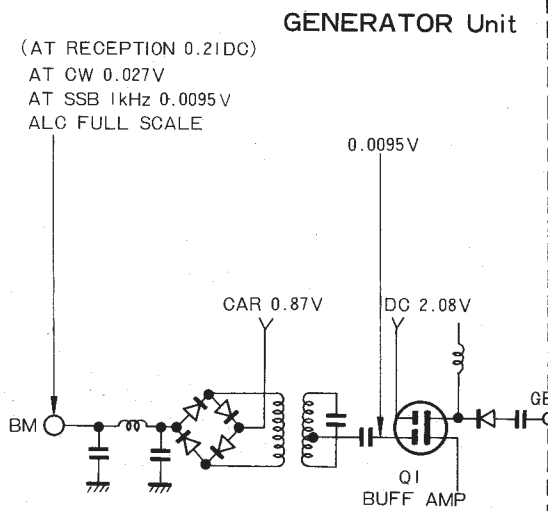 GENERATOR Unit
(AT RECEPTION 0.21DC)
AT CW 0.027V
AT SSB 1kHz 0.0095V
ALC FULL SCALE
0.0095V
CAR 0.87V
DC 2.08V
BM
GE
Q1
BUFF AMP